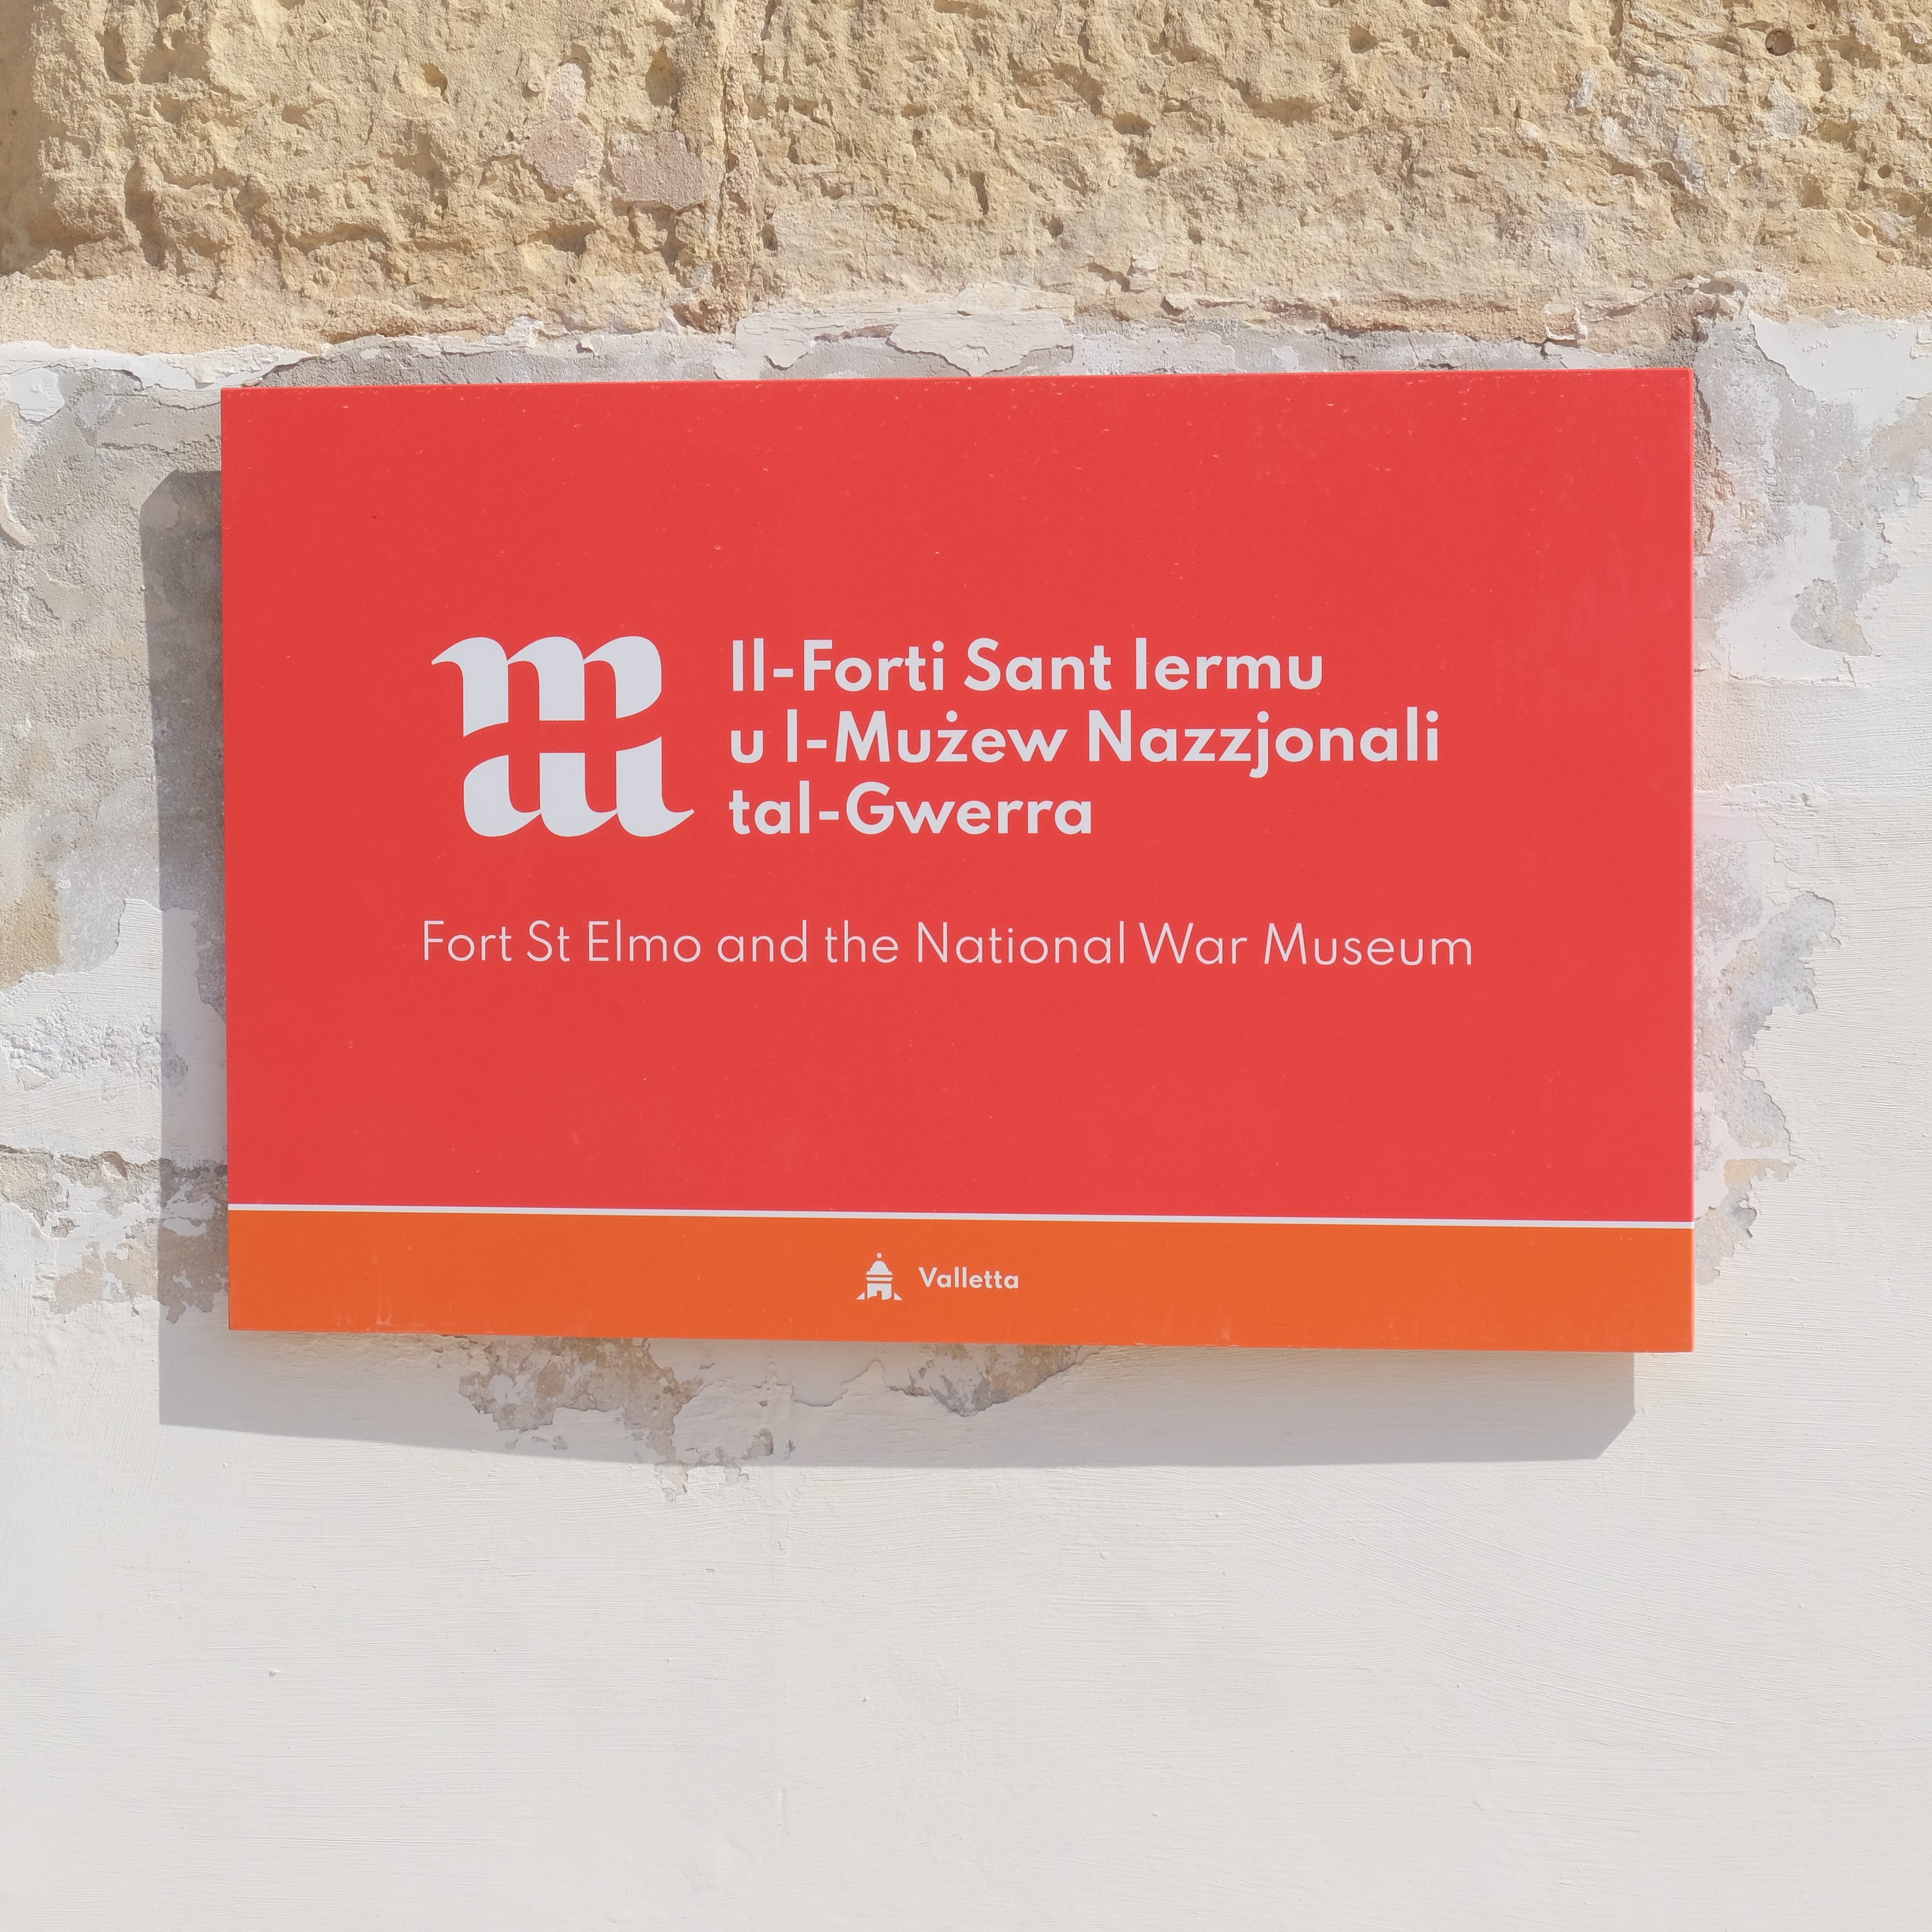 Il-Forti Sant Iermu
u l-Mużew Nazzjonali
tal-Gwerra
Fort St Elmo and the National War Museum
Valletta